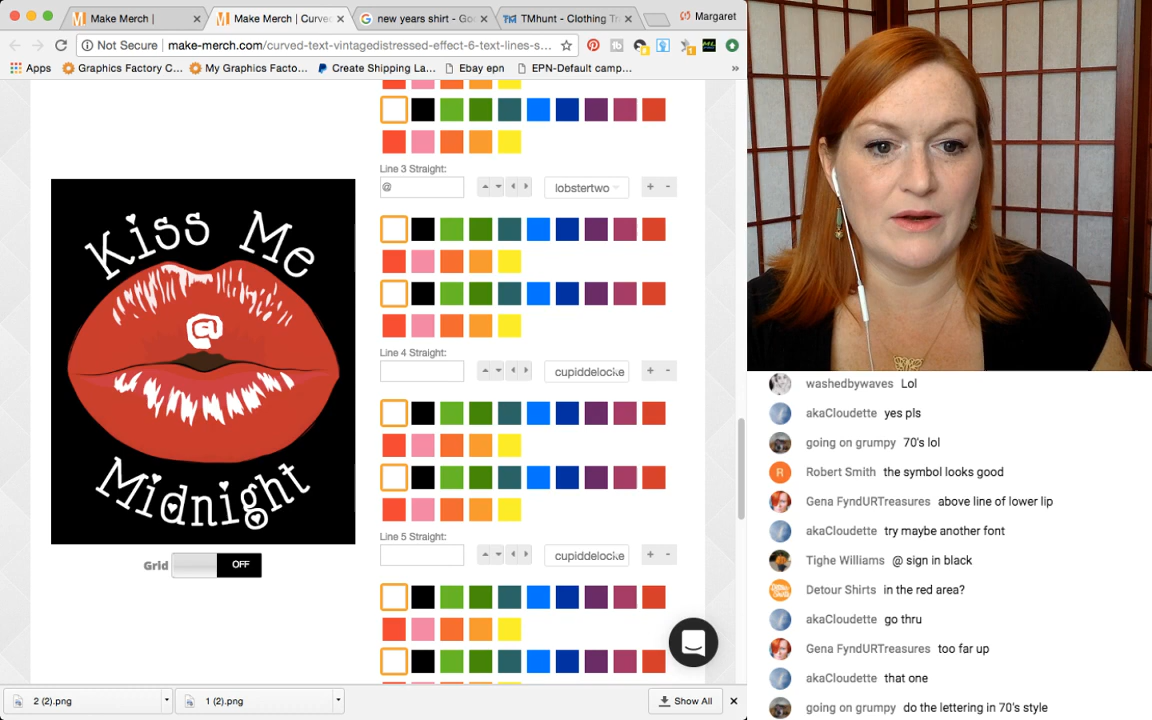 Make Merch |
Make Merch | Curve
new years shirt - Goo
TMhunt - Clothing Tr
Margaret
Not Secure | make-merch.com/curved-text-vintagedistressed-effect-6-text-lines-s...
Apps
Graphics Factory C...
My Graphics Facto...
Create Shipping La...
Ebay epn
EPN-Default camp...
»
Line 3 Straight:
@
lobstertwo
+ -
Line 4 Straight:
cupiddelocke
+ -
Line 5 Straight:
cupiddelocke
+ -
Kiss Me
@
Midnight
Grid OFF
2 (2).png
1 (2).png
Show All
washedbywaves Lol
akaCloudette yes pls
going on grumpy 70's lol
R
Robert Smith the symbol looks good
Gena FyndURTreasures above line of lower lip
akaCloudette try maybe another font
Tighe Williams @ sign in black
Detour Shirts in the red area?
akaCloudette go thru
Gena FyndURTreasures too far up
akaCloudette that one
going on grumpy do the lettering in 70's style